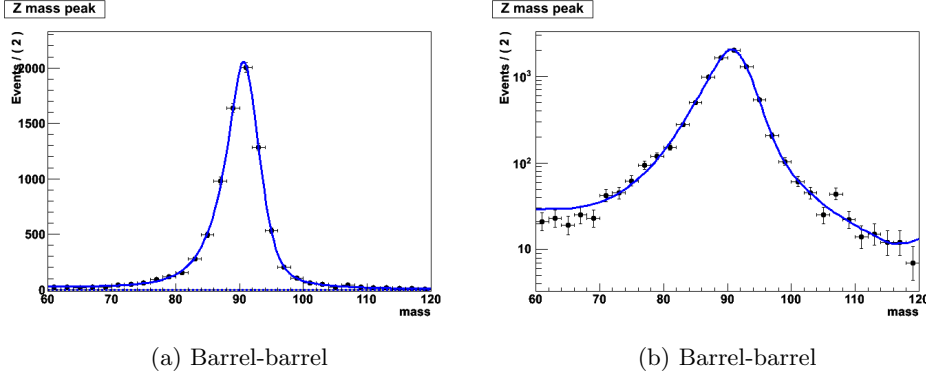 Z mass peak
Events / ( 2 )
2000
1500
1000
500
0
60 70 80 90 100 110 120
mass
(a) Barrel-barrel
Z mass peak
Events / ( 2 )
10³
10²
10
60 70 80 90 100 110 120
mass
(b) Barrel-barrel